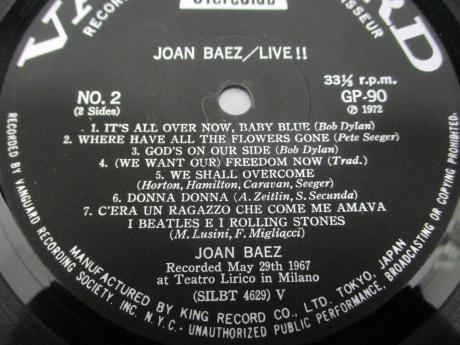 VA RD
RECOR ISSEUR
Stereolab
JOAN BAEZ/LIVE!!
NO. 2
(2 Sides)
33⅓ r.p.m.
GP-90
Ⓟ 1972
1. IT'S ALL OVER NOW, BABY BLUE (Bob Dylan)
2. WHERE HAVE ALL THE FLOWERS GONE (Pete Seeger)
3. GOD'S ON OUR SIDE (Bob Dylan)
4. (WE WANT OUR) FREEDOM NOW (Trad.)
5. WE SHALL OVERCOME
(Horton, Hamilton, Caravan, Seeger)
6. DONNA DONNA (A. Zeitlin, S. Secunda)
7. C'ERA UN RAGAZZO CHE COME ME AMAVA
I BEATLES E I ROLLING STONES
(M. Lusini, F. Migliacci)
JOAN BAEZ
Recorded May 29th 1967
at Teatro Lirico in Milano
(SILBT 4629) V
MANUFACTURED BY KING RECORD CO., LTD. TOKYO, JAPAN
RECORDED BY VANGUARD RECORDING SOCIETY, INC. N.Y.C. - UNAUTHORIZED PUBLIC PERFORMANCE, BROADCASTING OR COPYING PROHIBITED.